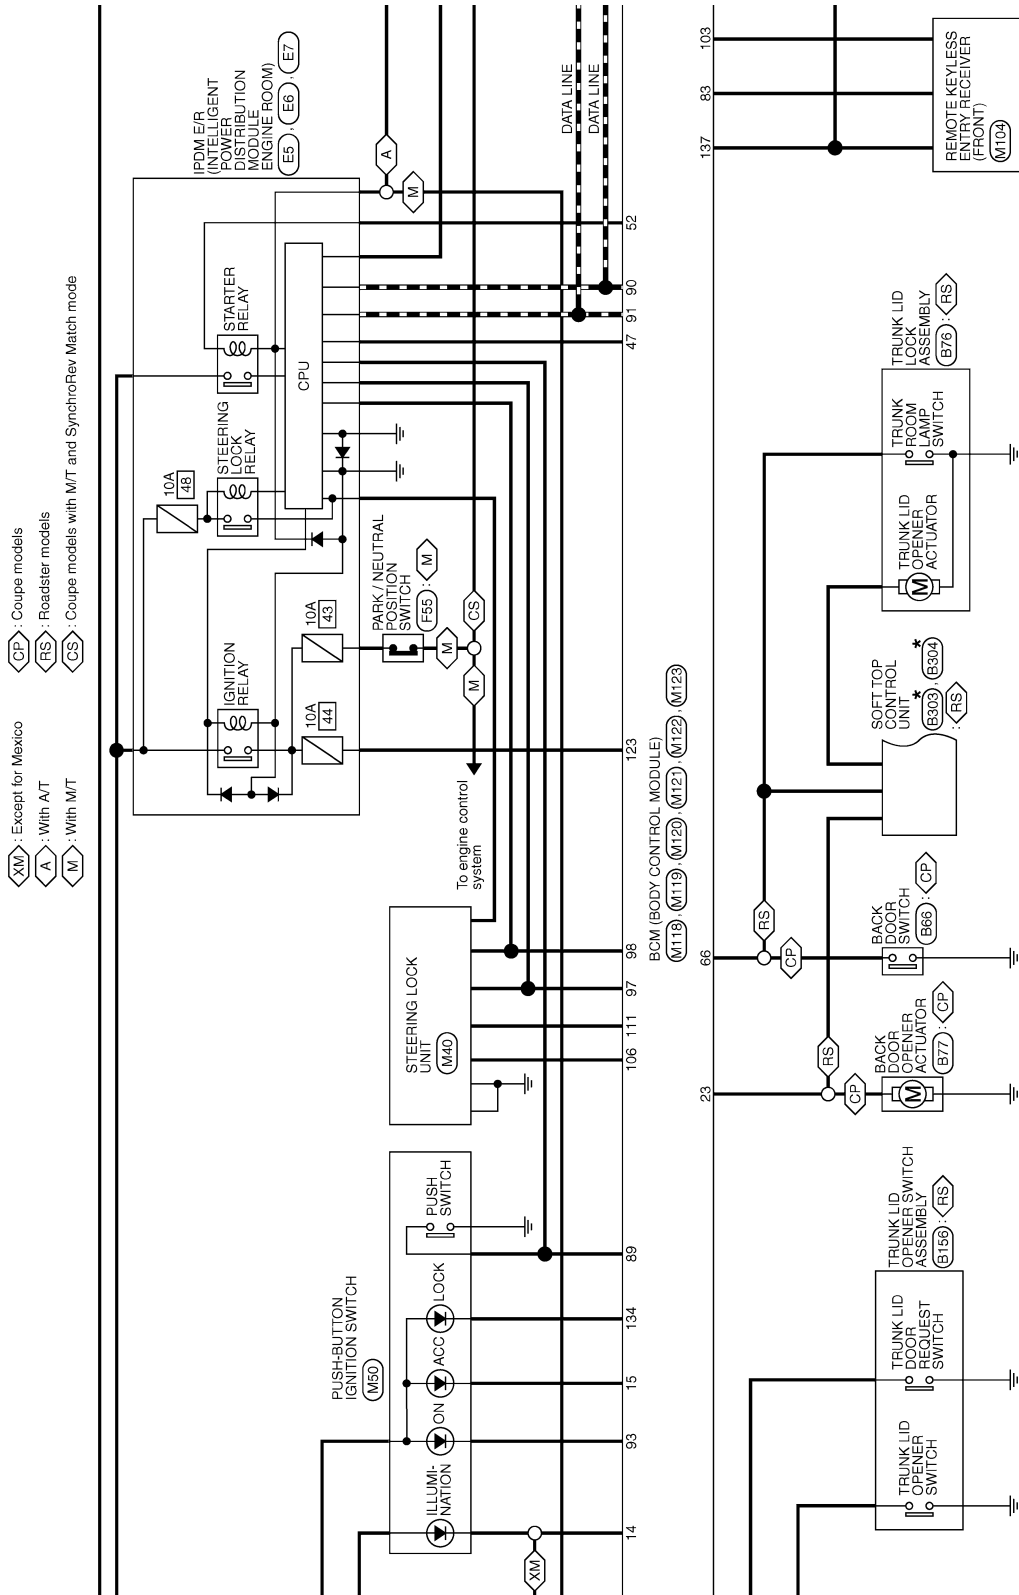 XM : Except for Mexico
A : With A/T
M : With M/T
CP : Coupe models
RS : Roadster models
CS : Coupe models with M/T and SynchroRev Match mode
IPDM E/R
(INTELLIGENT
POWER
DISTRIBUTION
MODULE
ENGINE ROOM)
E5 , E6 , E7
IGNITION
RELAY
10A
44
10A
43
10A
48
STEERING
LOCK
RELAY
STARTER
RELAY
CPU
PARK / NEUTRAL
POSITION
SWITCH
F55 : M
M
M
CS
A
M
To engine control
system
DATA LINE
DATA LINE
PUSH-BUTTON
IGNITION SWITCH
M50
ILLUMI-
NATION
ON
ACC
LOCK
PUSH
SWITCH
XM
STEERING LOCK
UNIT
M40
14
93
15
134
89
106
111
97
98
123
47
91
90
52
BCM (BODY CONTROL MODULE)
M118 , M119 , M120 , M121 , M122 , M123
23
66
137
83
103
RS
CP
RS
CP
TRUNK LID
OPENER SWITCH
ASSEMBLY
B156 : RS
TRUNK LID
OPENER
SWITCH
TRUNK LID
DOOR
REQUEST
SWITCH
BACK
DOOR
OPENER
ACTUATOR
B77 : CP
M
BACK
DOOR
SWITCH
B66 : CP
SOFT TOP
CONTROL
UNIT
* *
B303 , B304
: RS
TRUNK LID
LOCK
ASSEMBLY
B76 : RS
TRUNK LID
OPENER
ACTUATOR
M
TRUNK
ROOM
LAMP
SWITCH
REMOTE KEYLESS
ENTRY RECEIVER
(FRONT)
M104